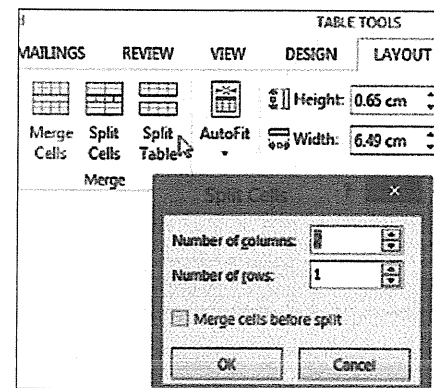 TABLE TOOLS
MAILINGS REVIEW VIEW DESIGN LAYOUT
Merge Cells
Split Cells
Split Table
AutoFit
Height: 0.65 cm
Width: 6.49 cm
Merge
Split Cells
Number of columns:
Number of rows: 1
Merge cells before split
OK Cancel